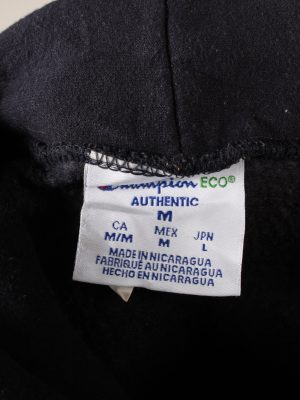 Champion ECO®
AUTHENTIC
M
CA MEX JPN
M/M M L
MADE IN NICARAGUA
FABRIQUÉ AU NICARAGUA
HECHO EN NICARAGUA